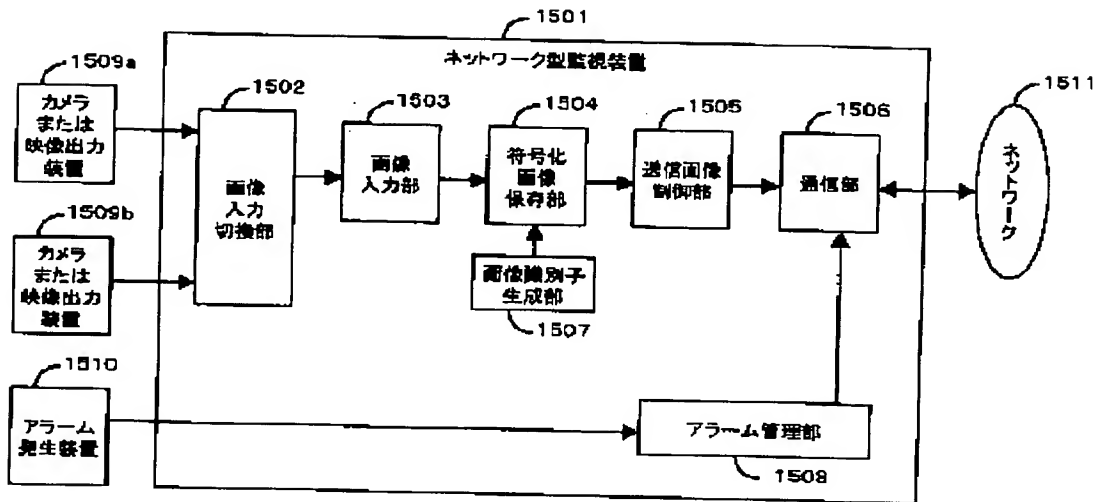 1501
ネットワーク型監視装置
1509a
カメラ
または
映像出力
装置
1502
画像
入力
切換部
1503
画像
入力部
1504
符号化
画像
保存部
1505
送信画像
制御部
1506
通信部
1511
ネットワーク
1509b
カメラ
または
映像出力
装置
画像識別子
生成部
1507
1510
アラーム
発生装置
アラーム管理部
1508